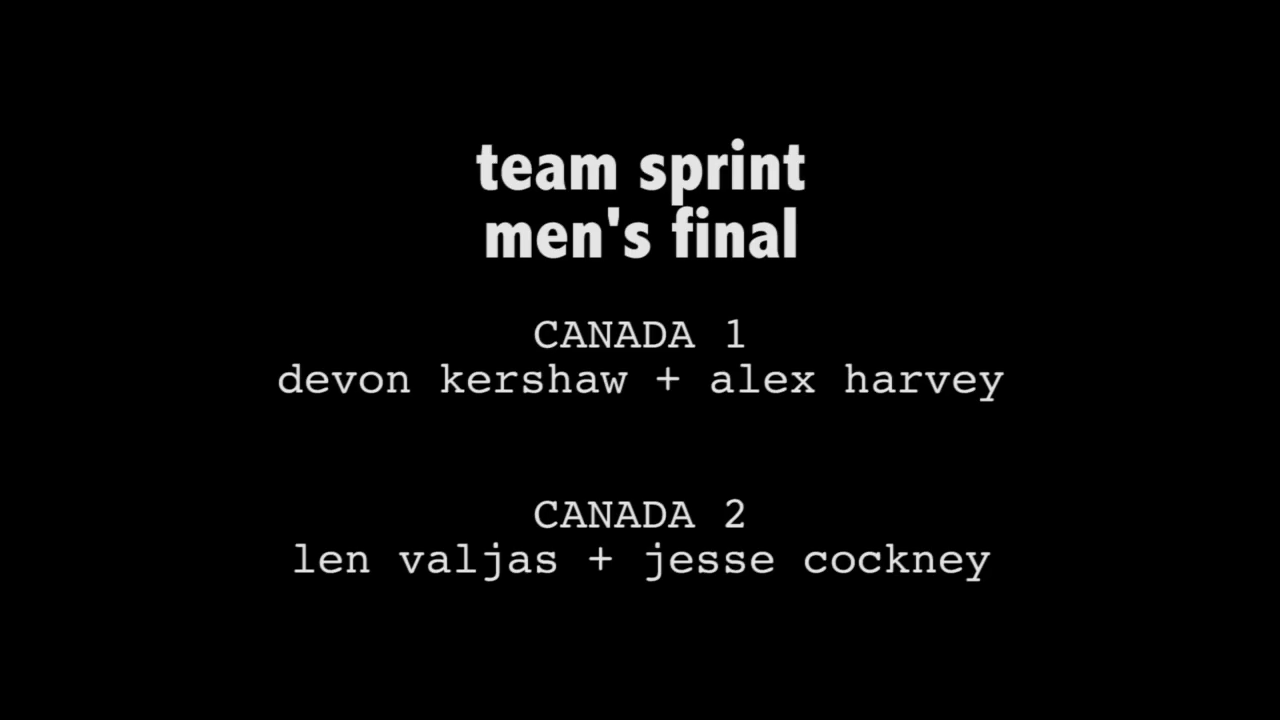 team sprint
men's final
CANADA 1
devon kershaw + alex harvey
CANADA 2
len valjas + jesse cockney